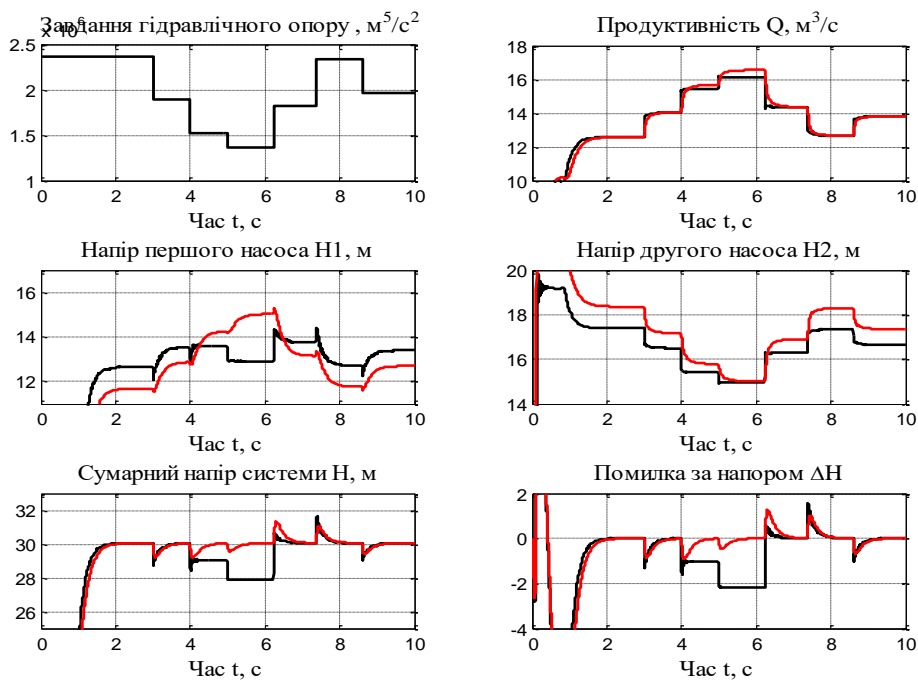 Завдання гідравлічного опору , м⁵/с²
x 10⁶
2.5
2
1.5
1
0 2 4 6 8 10
Час t, с
Продуктивність Q, м³/с
18
16
14
12
10
0 2 4 6 8 10
Час t, с
Напір першого насоса H1, м
16
14
12
0 2 4 6 8 10
Час t, с
Напір другого насоса H2, м
20
18
16
14
0 2 4 6 8 10
Час t, с
Сумарний напір системи H, м
32
30
28
26
0 2 4 6 8 10
Час t, с
Помилка за напором ΔH
2
0
-2
-4
0 2 4 6 8 10
Час t, с